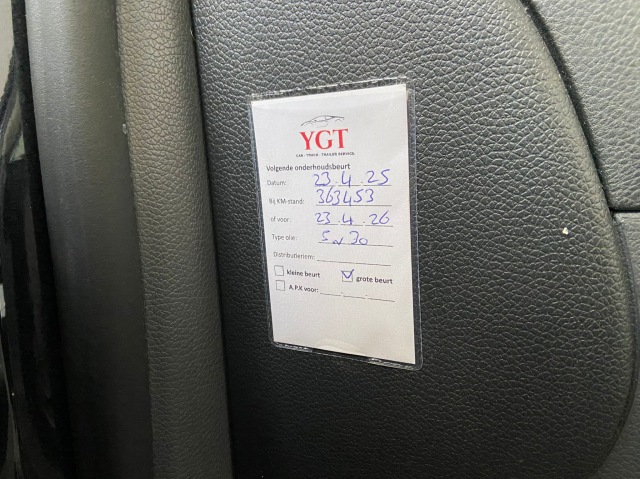 YGT
CAR - TRUCK - TRAILER SERVICE
Volgende onderhoudsbeurt
Datum: 23.4.25
Bij KM-stand: 363453
of voor: 23.4.26
Type olie: 5w30
Distributieriem:
kleine beurt grote beurt
A.P.K voor: